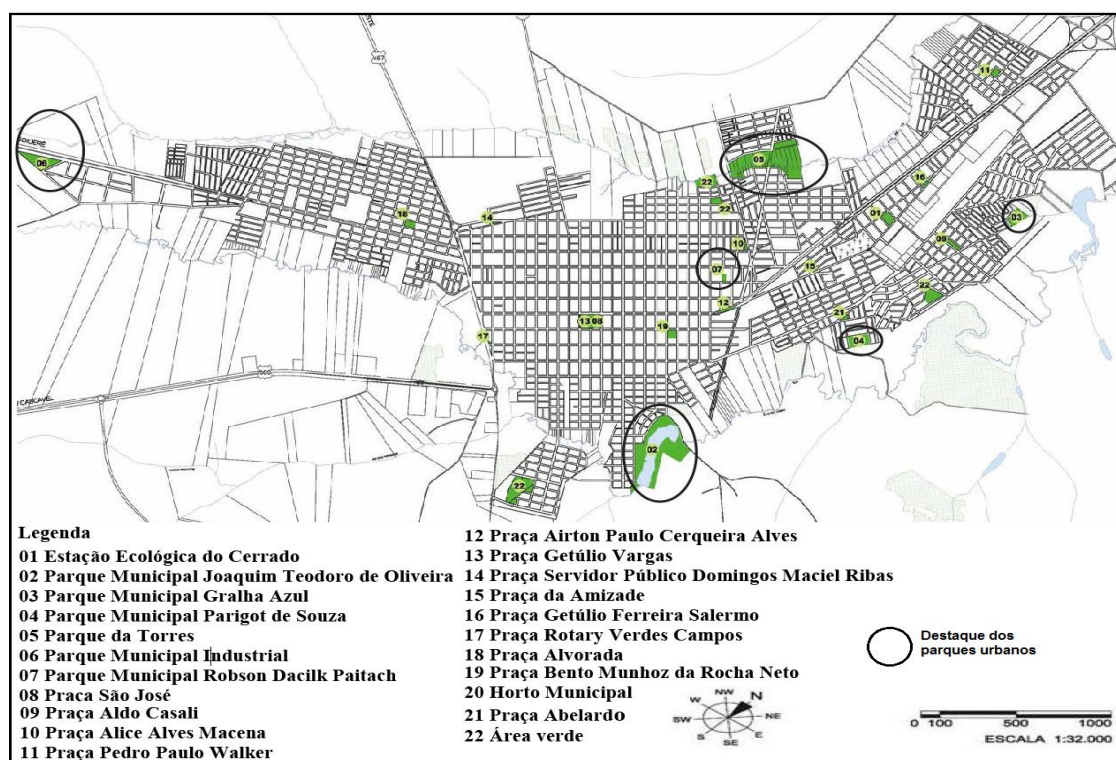 487
GOIOERÊ
06
18
14
17
13 08
19
12
07
10
22
22
05
11
16
01
03
09
15
22
21
04
02
22
Legenda
01 Estação Ecológica do Cerrado
02 Parque Municipal Joaquim Teodoro de Oliveira
03 Parque Municipal Gralha Azul
04 Parque Municipal Parigot de Souza
05 Parque da Torres
06 Parque Municipal Industrial
07 Parque Municipal Robson Dacilk Paitach
08 Praca São José
09 Praça Aldo Casali
10 Praça Alice Alves Macena
11 Praça Pedro Paulo Walker
12 Praça Airton Paulo Cerqueira Alves
13 Praça Getúlio Vargas
14 Praça Servidor Público Domingos Maciel Ribas
15 Praça da Amizade
16 Praça Getúlio Ferreira Salermo
17 Praça Rotary Verdes Campos
18 Praça Alvorada
19 Praça Bento Munhoz da Rocha Neto
20 Horto Municipal
21 Praça Abelardo
22 Área verde
Destaque dos
parques urbanos
N
NE
E
SE
S
SW
W
NW
0 100 500 1000
ESCALA 1:32.000